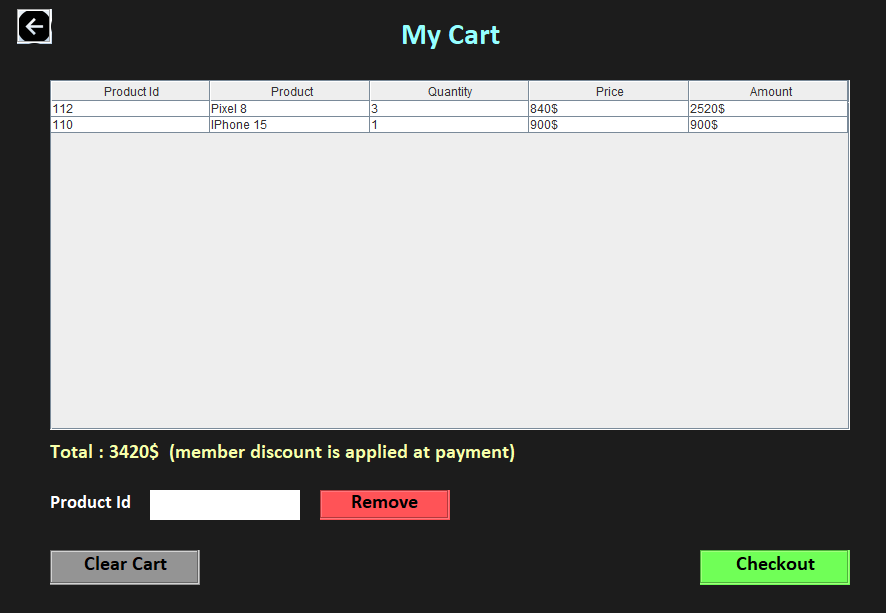 My Cart
Product Id Product Quantity Price Amount
112 Pixel 8 3 840$ 2520$
110 IPhone 15 1 900$ 900$
Total : 3420$ (member discount is applied at payment)
Product Id Remove
Clear Cart Checkout